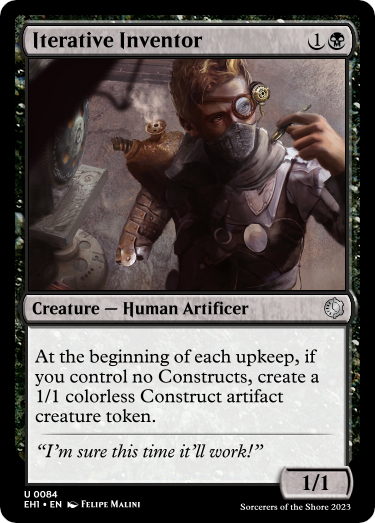 Iterative Inventor 1
Creature — Human Artificer
At the beginning of each upkeep, if
you control no Constructs, create a
1/1 colorless Construct artifact
creature token.
“I’m sure this time it’ll work!”
1/1
U 0084
EH1 • EN Felipe Malini
Sorcerers of the Shore 2023